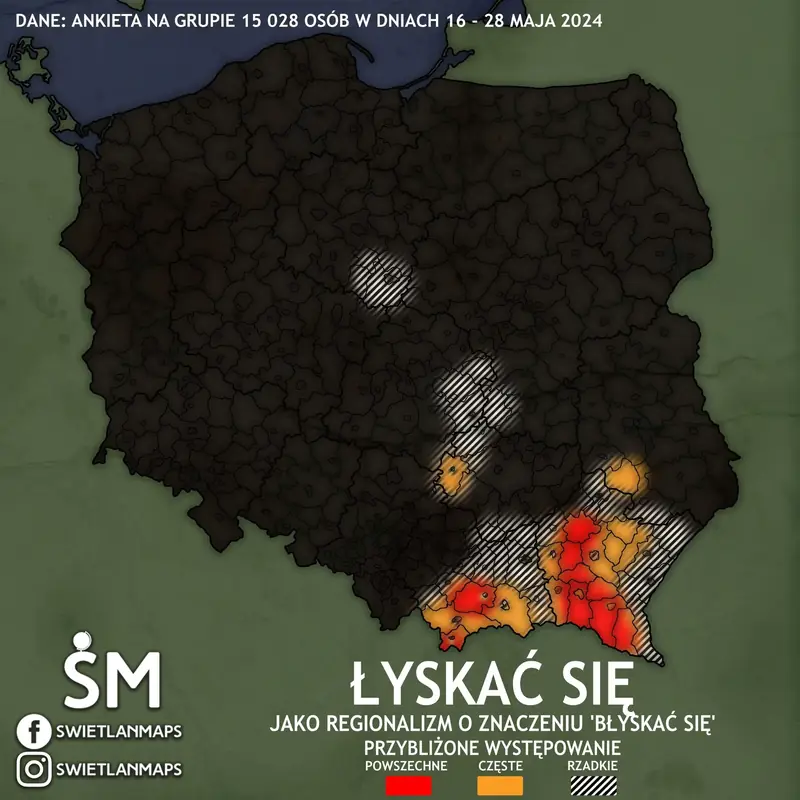 DANE: ANKIETA NA GRUPIE 15 028 OSÓB W DNIACH 16 - 28 MAJA 2024
ŚM
SWIETLANMAPS
SWIETLANMAPS
ŁYSKAĆ SIĘ
JAKO REGIONALIZM O ZNACZENIU 'BŁYSKAĆ SIĘ'
PRZYBLIŻONE WYSTĘPOWANIE
POWSZECHNE CZĘSTE RZADKIE